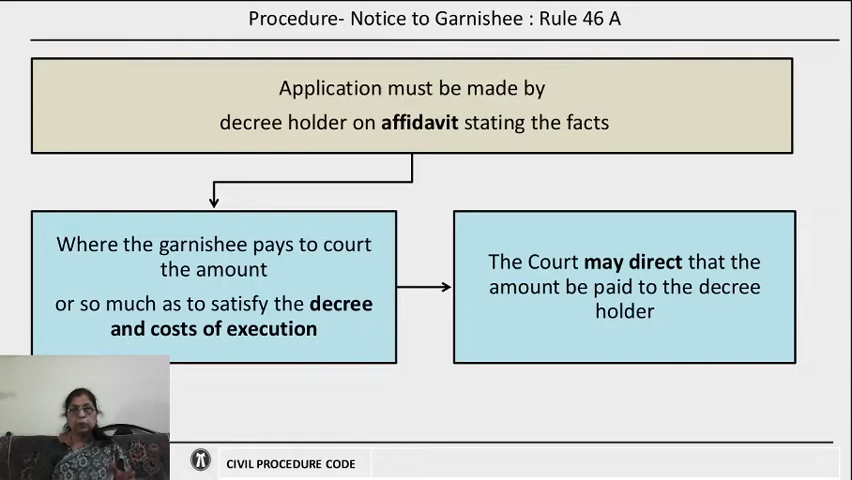 Procedure- Notice to Garnishee : Rule 46 A
Application must be made by
decree holder on affidavit stating the facts
Where the garnishee pays to court
the amount
or so much as to satisfy the decree
and costs of execution
The Court may direct that the
amount be paid to the decree
holder
CIVIL PROCEDURE CODE